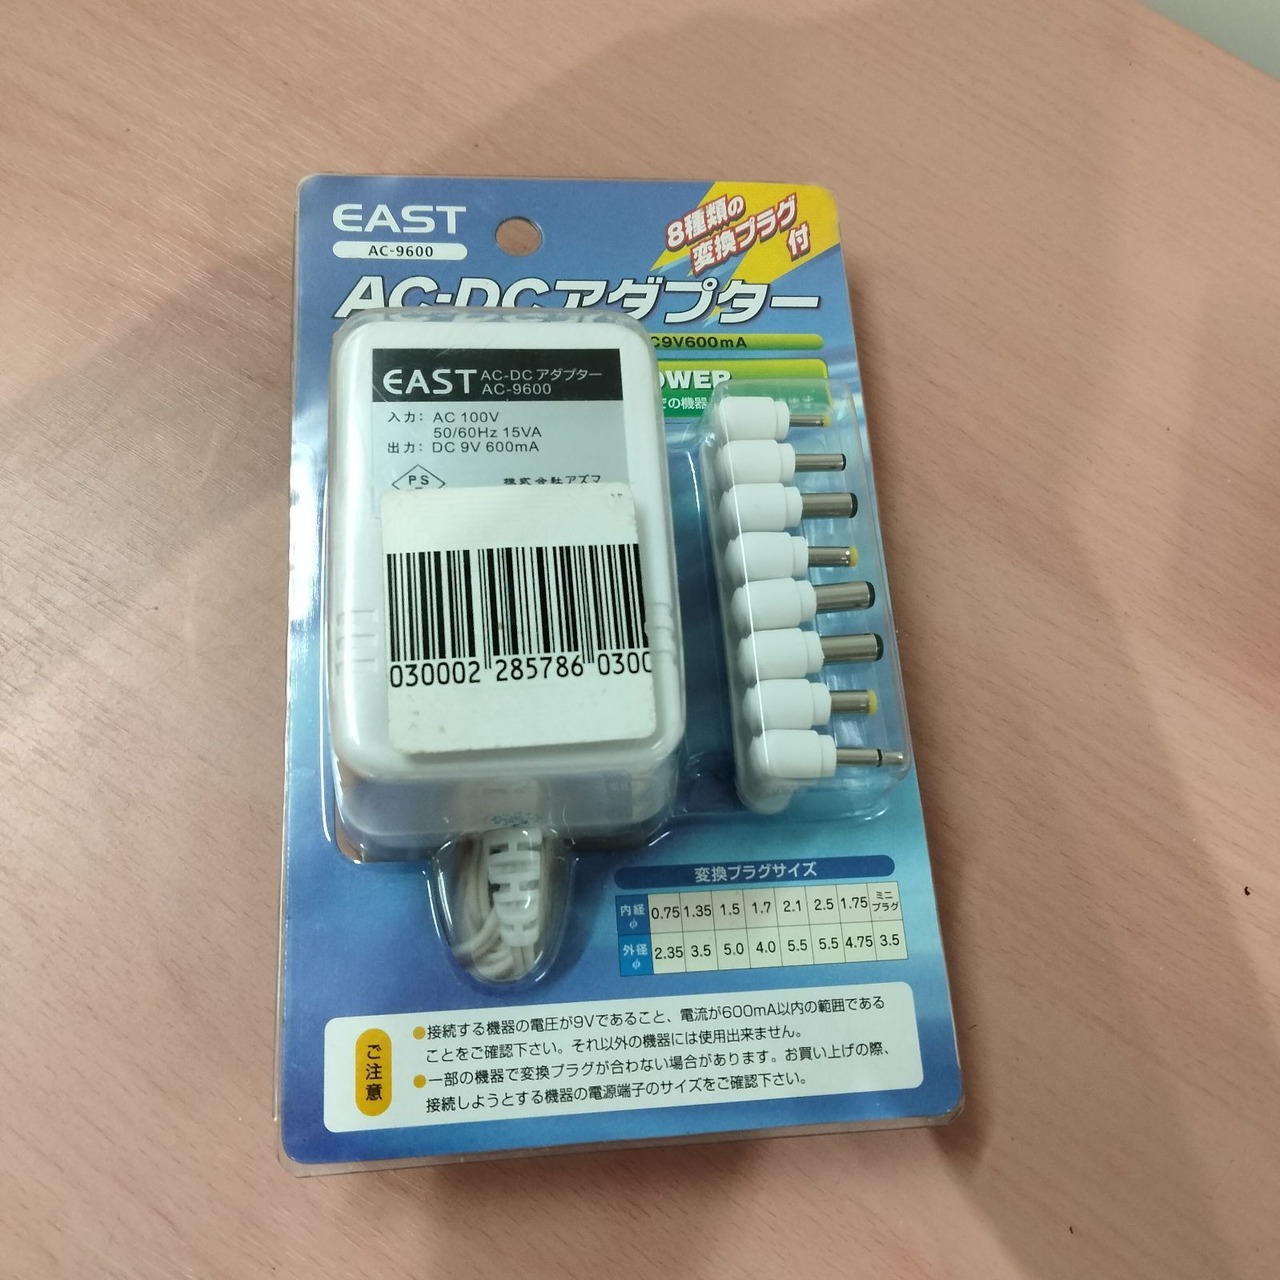 EAST
AC-9600
8種類の
変換プラグ
付
AC-DCアダプター
C9V600mA
OWER
での機器
EAST AC-DC アダプター
AC-9600
入力: AC 100V
50/60Hz 15VA
出力: DC 9V 600mA
PS
株式会社アズマ
030002 285786 0300
変換プラグサイズ
内径φ 0.75 1.35 1.5 1.7 2.1 2.5 1.75 ミニプラグ
外径φ 2.35 3.5 5.0 4.0 5.5 5.5 4.75 3.5
ご注意
●接続する機器の電圧が9Vであること、電流が600mA以内の範囲である
ことをご確認下さい。それ以外の機器には使用出来ません。
●一部の機器で変換プラグが合わない場合があります。お買い上げの際、
接続しようとする機器の電源端子のサイズをご確認下さい。